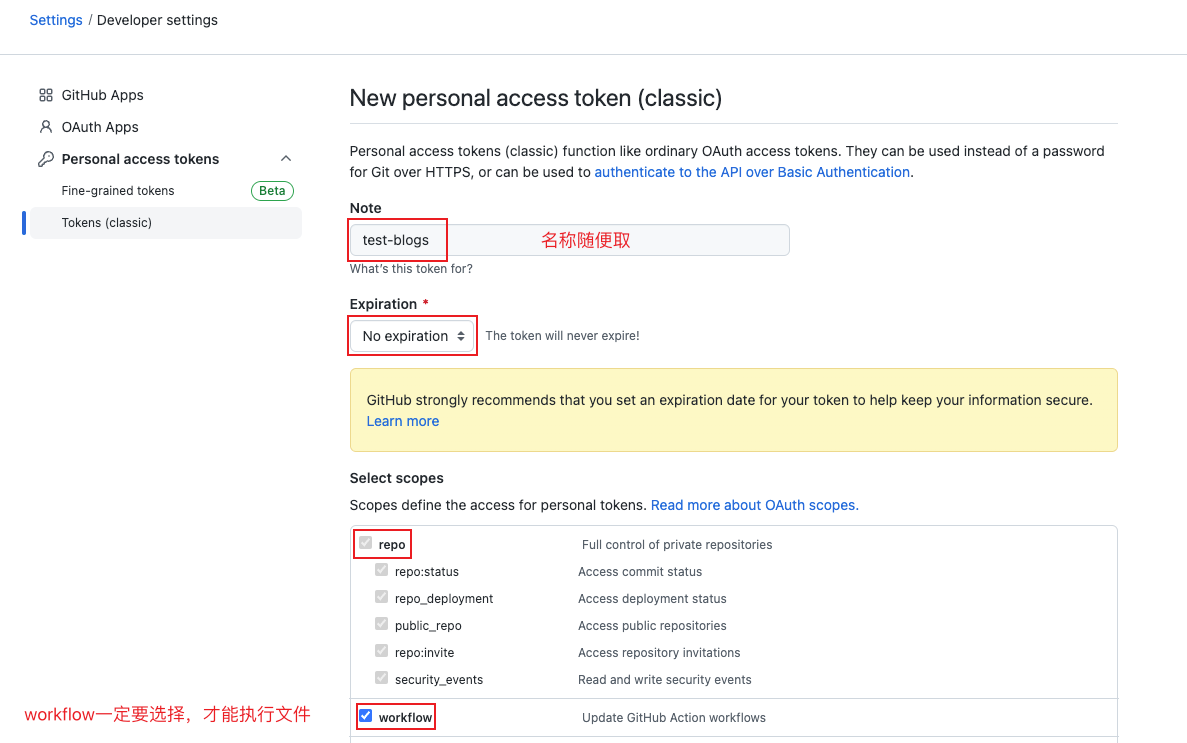 Settings / Developer settings
GitHub Apps
OAuth Apps
Personal access tokens
Fine-grained tokens Beta
Tokens (classic)
New personal access token (classic)
Personal access tokens (classic) function like ordinary OAuth access tokens. They can be used instead of a password
for Git over HTTPS, or can be used to authenticate to the API over Basic Authentication.
Note
test-blogs 名称随便取
What's this token for?
Expiration *
No expiration The token will never expire!
GitHub strongly recommends that you set an expiration date for your token to help keep your information secure.
Learn more
Select scopes
Scopes define the access for personal tokens. Read more about OAuth scopes.
repo Full control of private repositories
repo:status Access commit status
repo_deployment Access deployment status
public_repo Access public repositories
repo:invite Access repository invitations
security_events Read and write security events
workflow一定要选择，才能执行文件
workflow Update GitHub Action workflows